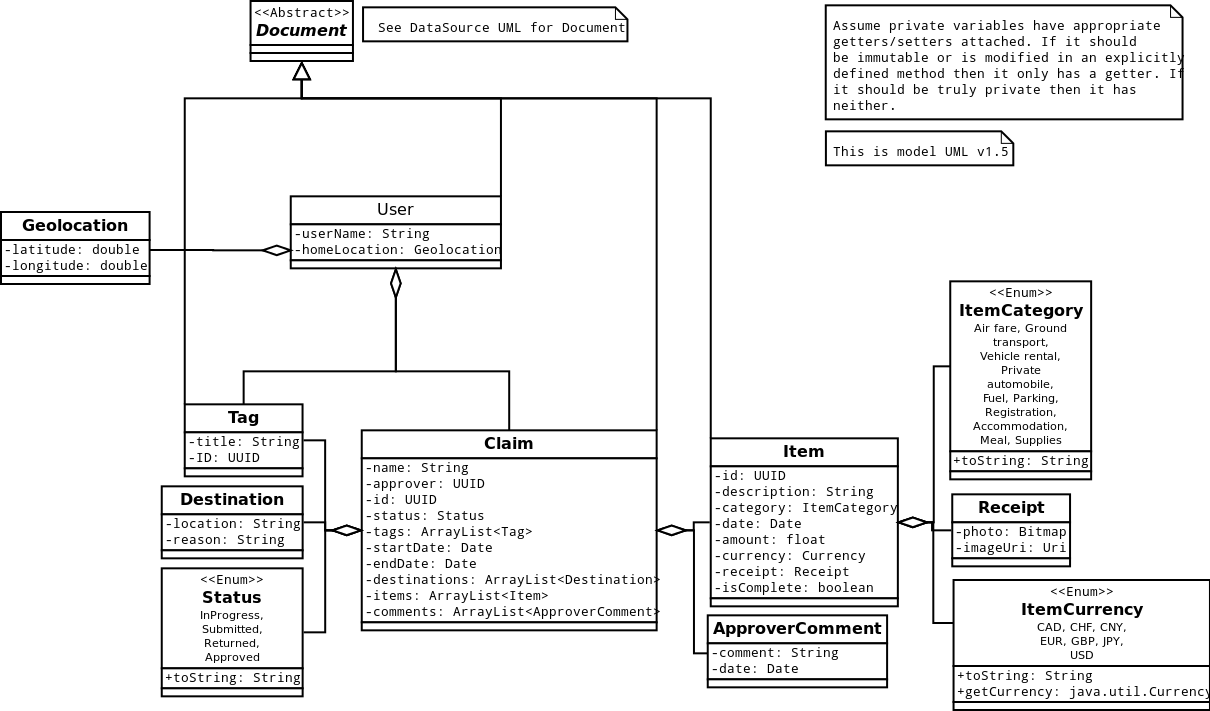 <<Abstract>>
Document
See DataSource UML for Document
Assume private variables have appropriate
getters/setters attached. If it should
be immutable or is modified in an explicitly
defined method then it only has a getter. If
it should be truly private then it has
neither.
This is model UML v1.5
User
-userName: String
-homeLocation: Geolocation
Geolocation
-latitude: double
-longitude: double
Tag
-title: String
-ID: UUID
Destination
-location: String
-reason: String
<<Enum>>
Status
InProgress,
Submitted,
Returned,
Approved
+toString: String
Claim
-name: String
-approver: UUID
-id: UUID
-status: Status
-tags: ArrayList<Tag>
-startDate: Date
-endDate: Date
-destinations: ArrayList<Destination>
-items: ArrayList<Item>
-comments: ArrayList<ApproverComment>
Item
-id: UUID
-description: String
-category: ItemCategory
-date: Date
-amount: float
-currency: Currency
-receipt: Receipt
-isComplete: boolean
ApproverComment
-comment: String
-date: Date
<<Enum>>
ItemCategory
Air fare, Ground
transport,
Vehicle rental,
Private
automobile,
Fuel, Parking,
Registration,
Accommodation,
Meal, Supplies
+toString: String
Receipt
-photo: Bitmap
-imageUri: Uri
<<Enum>>
ItemCurrency
CAD, CHF, CNY,
EUR, GBP, JPY,
USD
+toString: String
+getCurrency: java.util.Currency